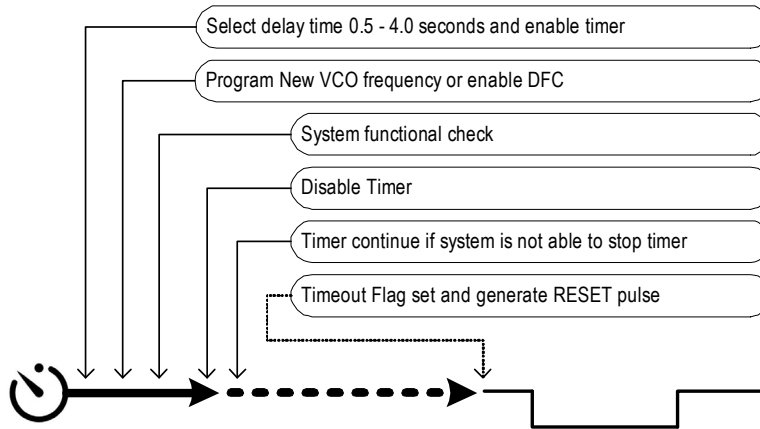 Select delay time 0.5 - 4.0 seconds and enable timer
Program New VCO frequency or enable DFC
System functional check
Disable Timer
Timer continue if system is not able to stop timer
Timeout Flag set and generate RESET pulse